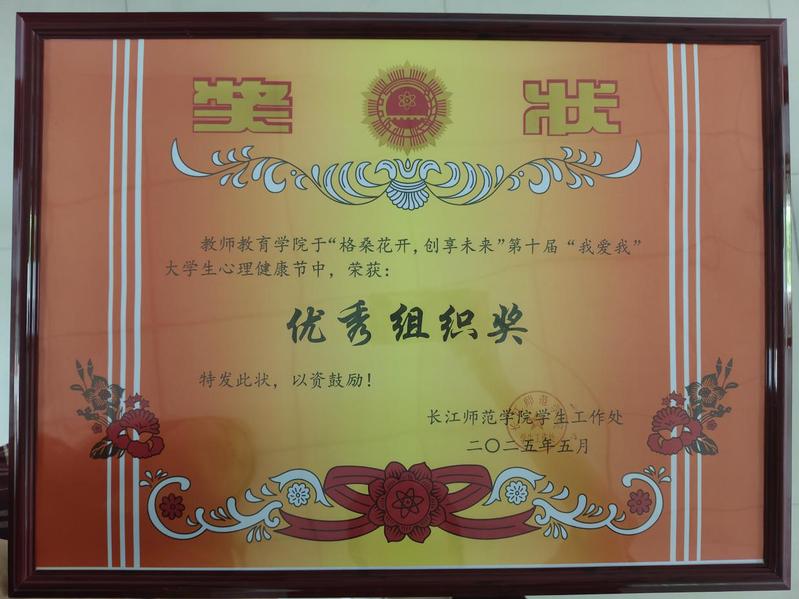 奖状
教师教育学院于“格桑花开，创享未来”第十届“我爱我”
大学生心理健康节中，荣获：
优秀组织奖
特发此状，以资鼓励！
长江师范学院学生工作处
二〇二五年五月